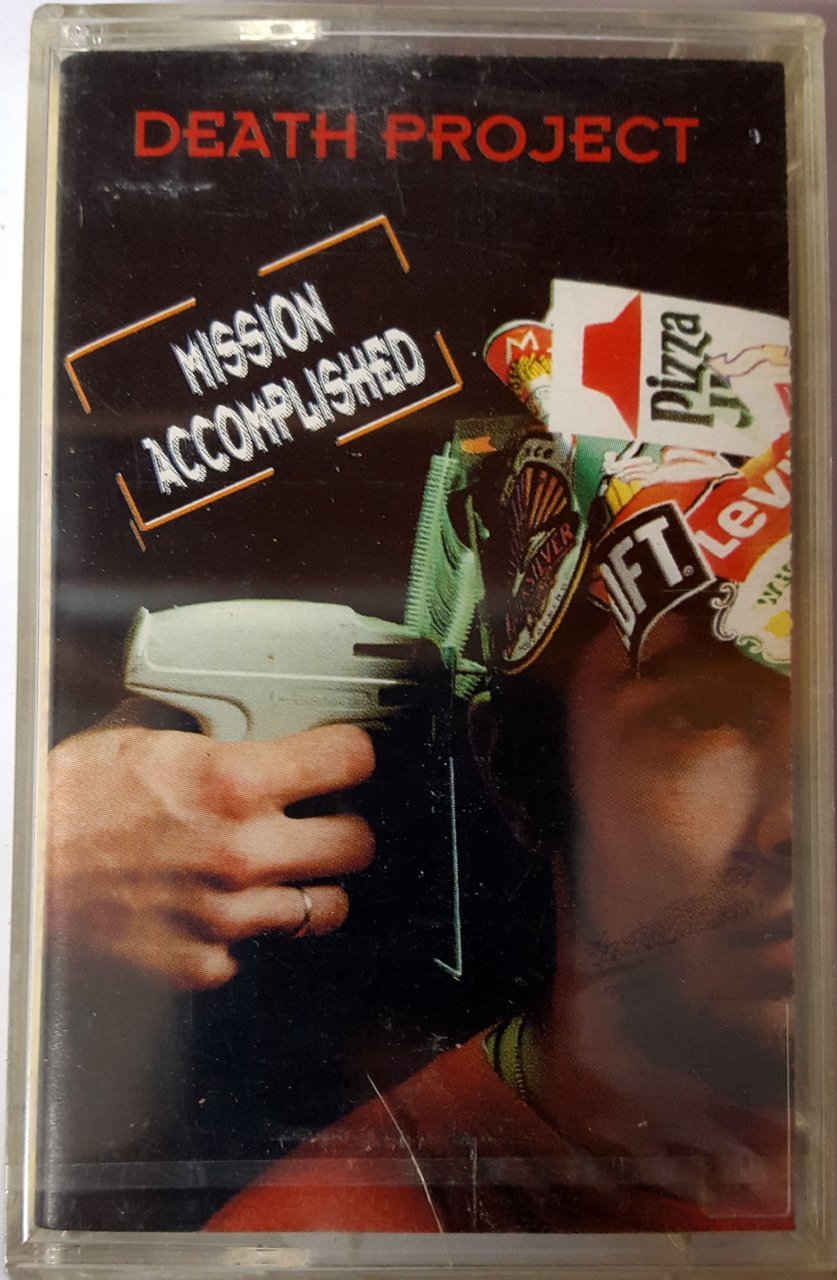 DEATH PROJECT
MISSION
ACCOMPLISHED
Pizza
Levi
UFT.